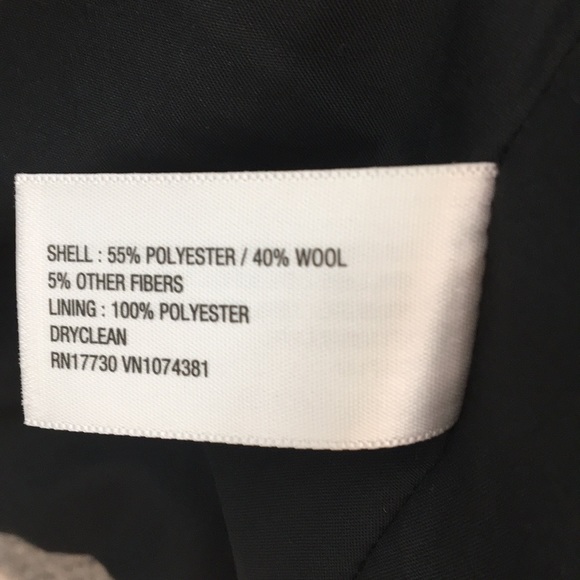 SHELL : 55% POLYESTER / 40% WOOL
5% OTHER FIBERS
LINING : 100% POLYESTER
DRYCLEAN
RN17730 VN1074381